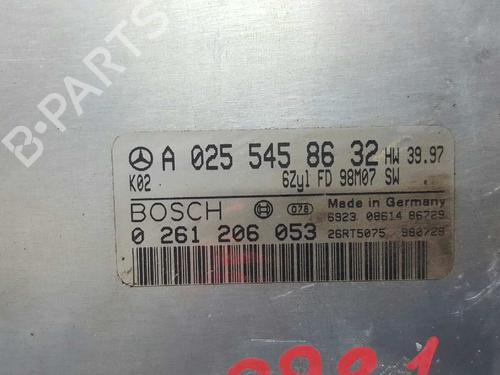 B-PARTS
A 025 545 86 32 HW 39.97
K02 6Zyl FD 98M07 SW
BOSCH 078 Made in Germany
6923 08614 86729
0 261 206 053 26RT5075 980729